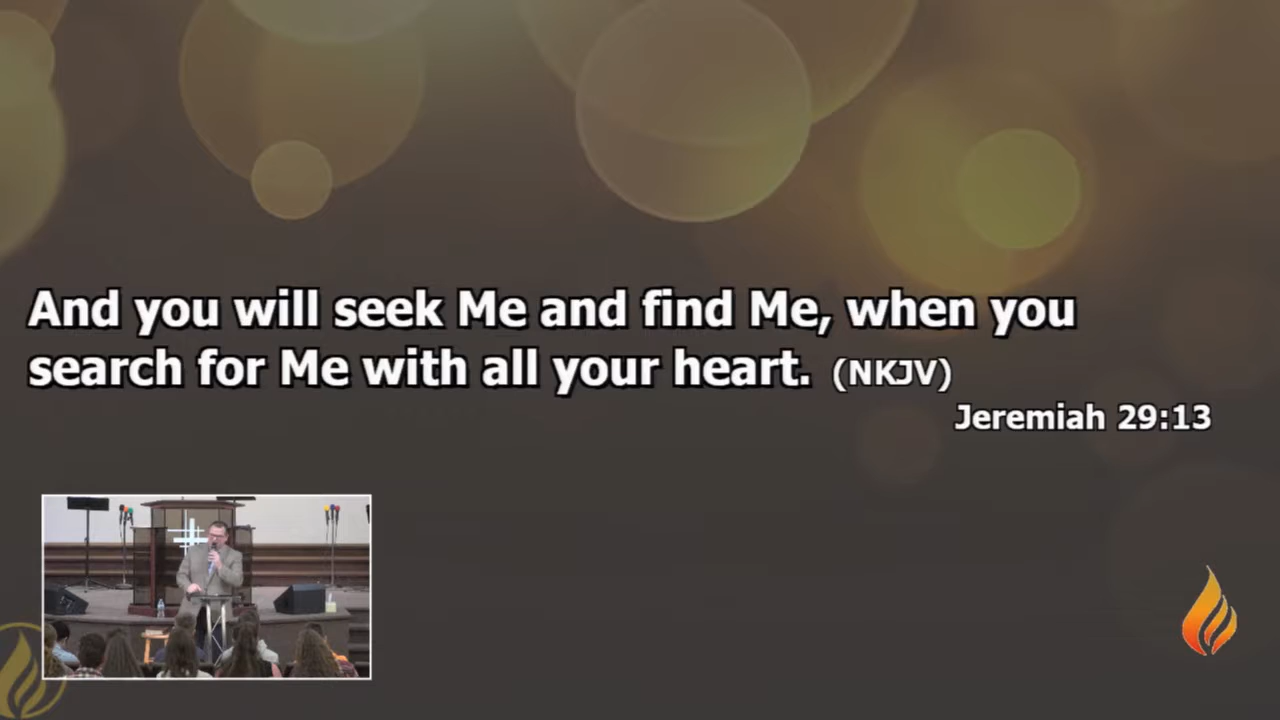 And you will seek Me and find Me, when you
search for Me with all your heart. (NKJV)
Jeremiah 29:13